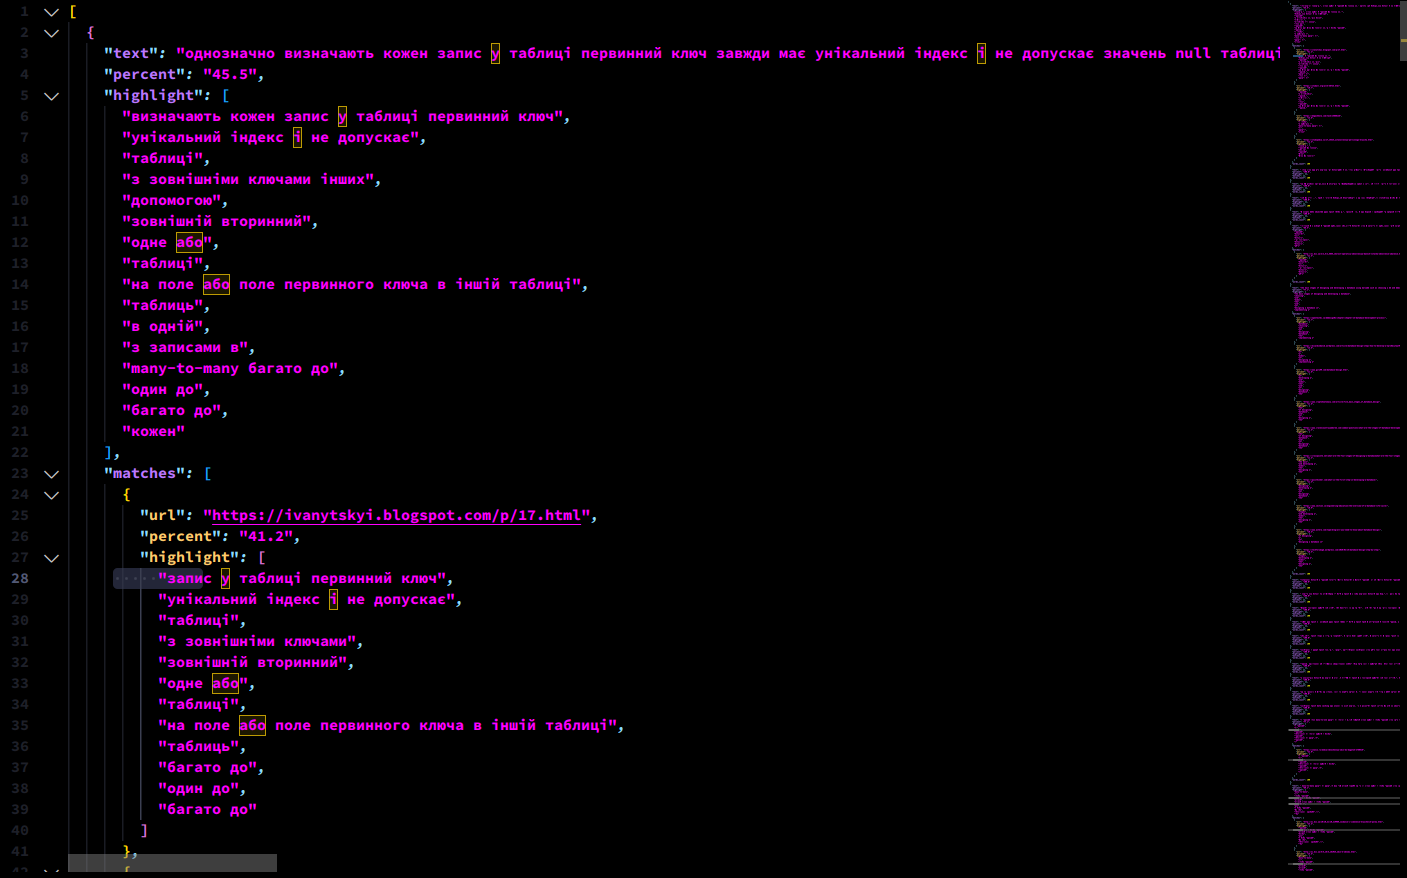 1 [
2 {
3 "text": "однозначно визначають кожен запис у таблиці первинний ключ завжди має унікальний індекс і не допускає значень null таблиці
4 "percent": "45.5",
5 "highlight": [
6 "визначають кожен запис у таблиці первинний ключ",
7 "унікальний індекс і не допускає",
8 "таблиці",
9 "з зовнішніми ключами інших",
10 "допомогою",
11 "зовнішній вторинний",
12 "одне або",
13 "таблиці",
14 "на поле або поле первинного ключа в іншій таблиці",
15 "таблиць",
16 "в одній",
17 "з записами в",
18 "many-to-many багато до",
19 "один до",
20 "багато до",
21 "кожен"
22 ],
23 "matches": [
24 {
25 "url": "https://ivanytskyi.blogspot.com/p/17.html",
26 "percent": "41.2",
27 "highlight": [
28 "запис у таблиці первинний ключ",
29 "унікальний індекс і не допускає",
30 "таблиці",
31 "з зовнішніми ключами",
32 "зовнішній вторинний",
33 "одне або",
34 "таблиці",
35 "на поле або поле первинного ключа в іншій таблиці",
36 "таблиць",
37 "багато до",
38 "один до",
39 "багато до"
40 ]
41 },
42 {